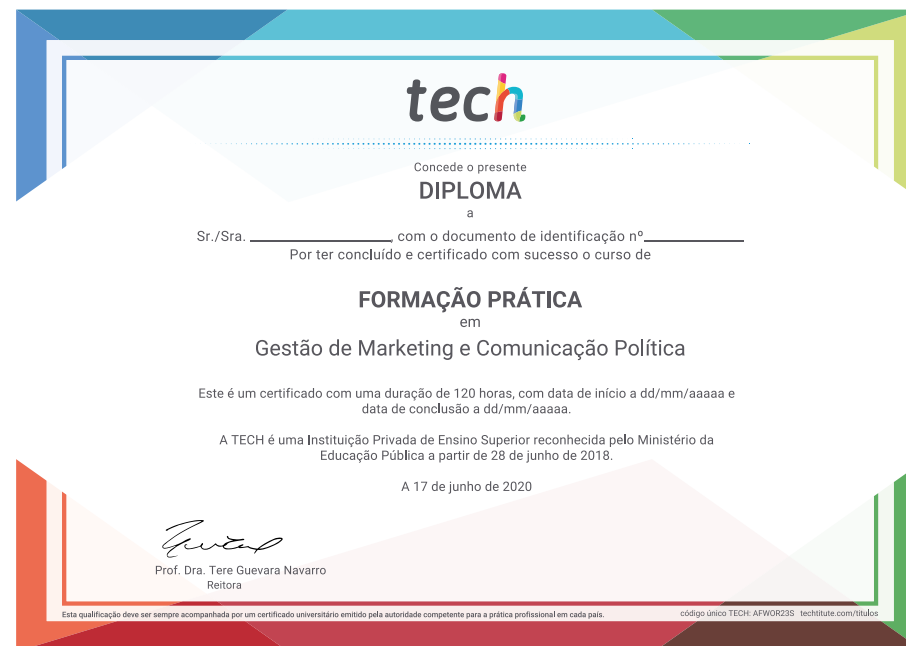 tech
Concede o presente
DIPLOMA
a
Sr./Sra. , com o documento de identificação nº
Por ter concluído e certificado com sucesso o curso de
FORMAÇÃO PRÁTICA
em
Gestão de Marketing e Comunicação Política
Este é um certificado com uma duração de 120 horas, com data de início a dd/mm/aaaaa e
data de conclusão a dd/mm/aaaaa.
A TECH é uma Instituição Privada de Ensino Superior reconhecida pelo Ministério da
Educação Pública a partir de 28 de junho de 2018.
A 17 de junho de 2020
Prof. Dra. Tere Guevara Navarro
Reitora
Esta qualificação deve ser sempre acompanhada por um certificado universitário emitido pela autoridade competente para a prática profissional em cada país.
código único TECH: AFWOR23S techtitute.com/titulos